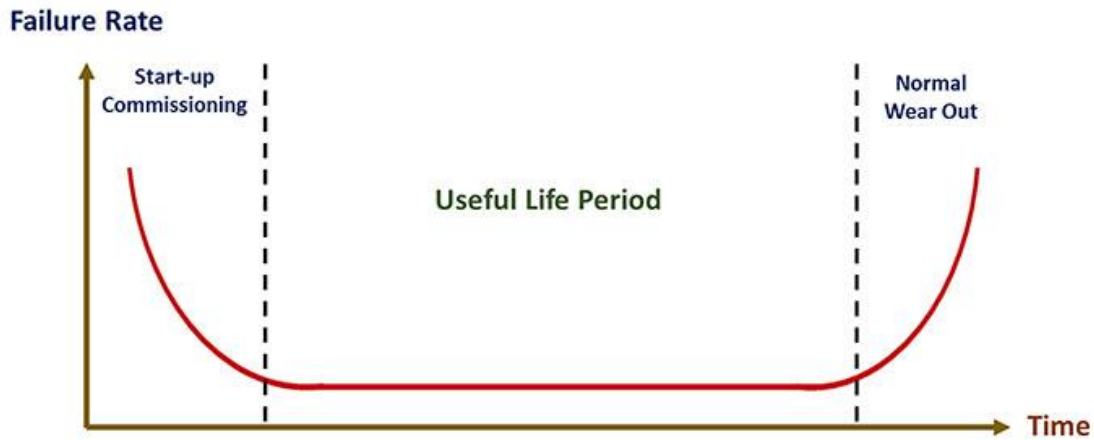 Failure Rate
Start-up
Commissioning
Normal
Wear Out
Useful Life Period
Time